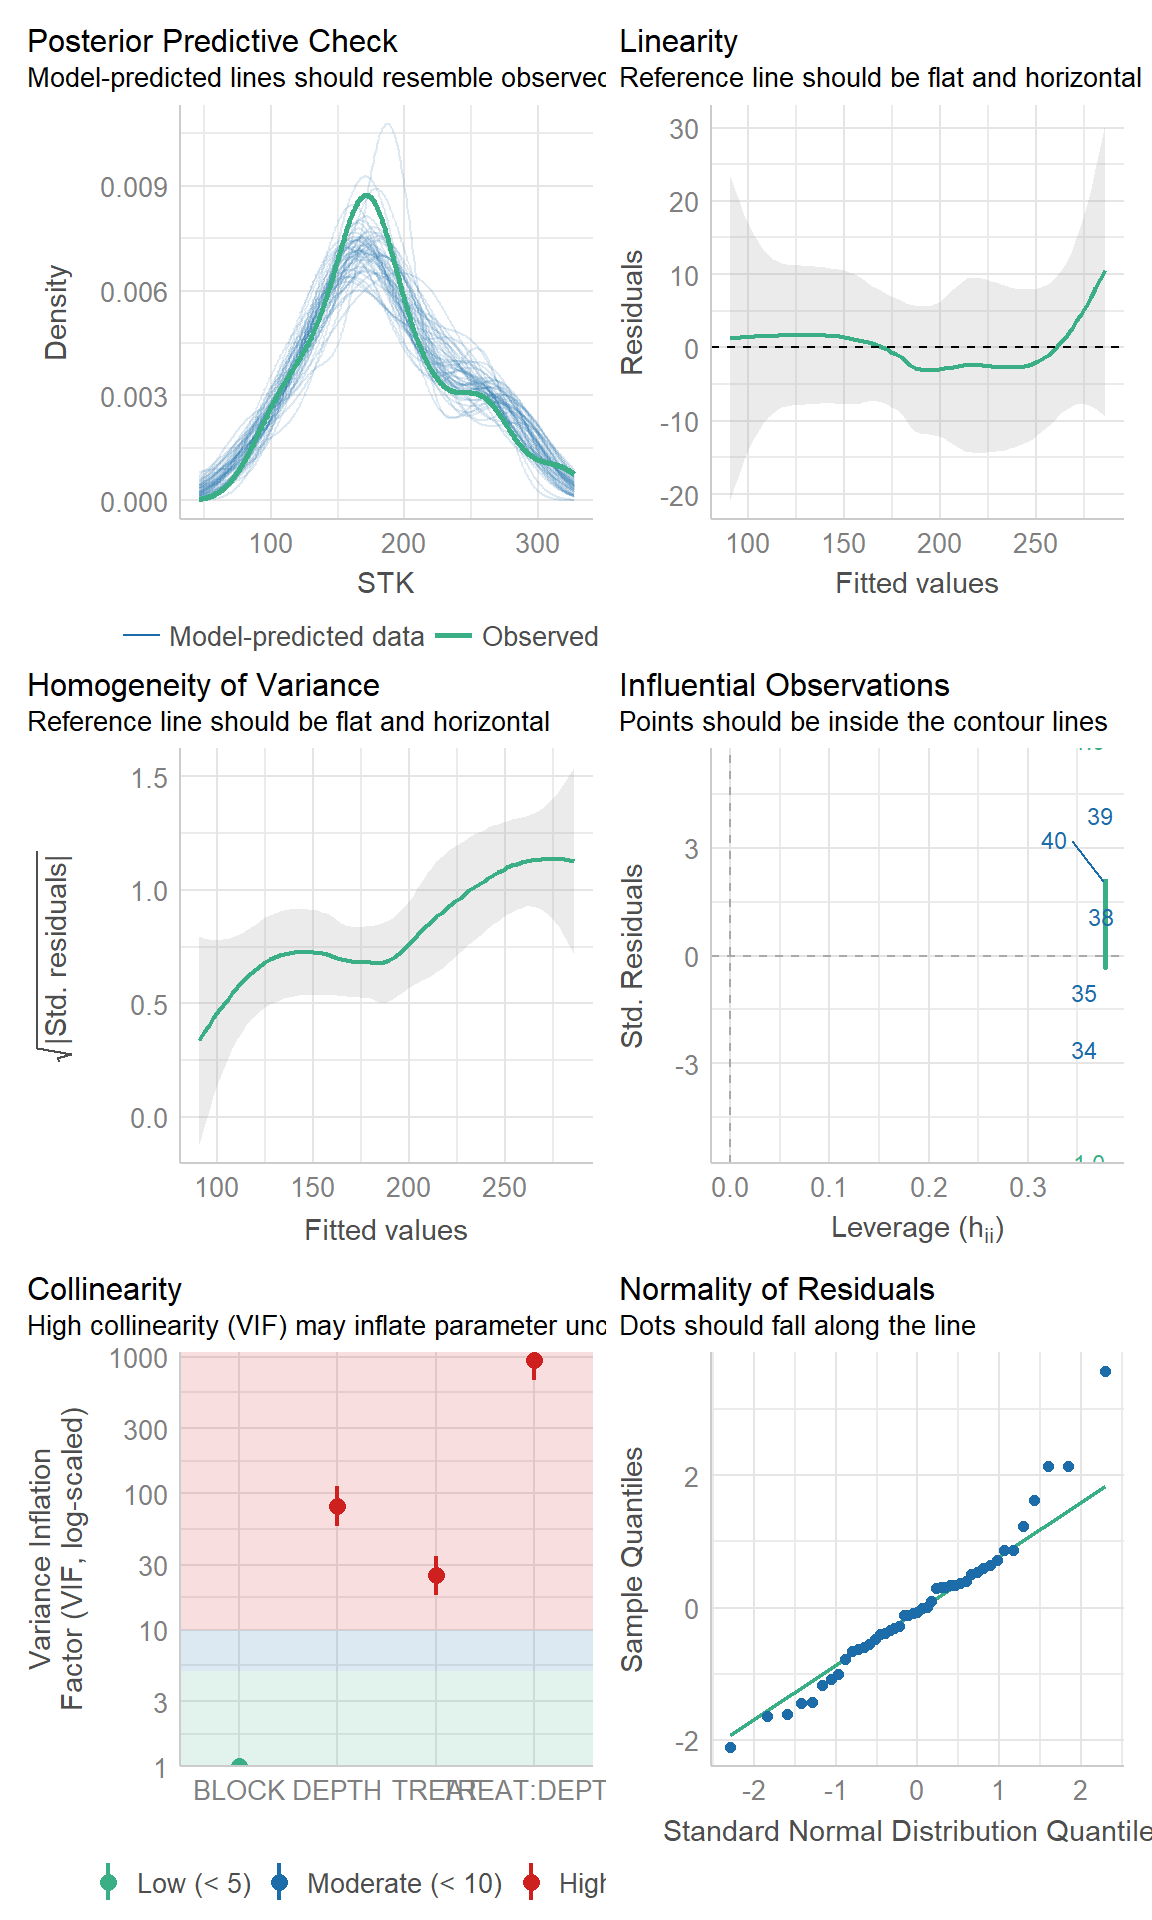 Posterior Predictive Check
Model-predicted lines should resemble observed
Density
0.009
0.006
0.003
0.000
100 200 300
STK
Model-predicted data Observed
Linearity
Reference line should be flat and horizontal
Residuals
30
20
10
0
-10
-20
100 150 200 250
Fitted values
Homogeneity of Variance
Reference line should be flat and horizontal
√|Std. residuals|
1.5
1.0
0.5
0.0
100 150 200 250
Fitted values
Influential Observations
Points should be inside the contour lines
Std. Residuals
3
0
-3
39
40
38
35
34
0.0 0.1 0.2 0.3
Leverage (hii)
Collinearity
High collinearity (VIF) may inflate parameter unc
Variance Inflation
Factor (VIF, log-scaled)
1000
300
100
30
10
3
1
BLOCK DEPTH TREAT TREAT:DEPT
Low (< 5) Moderate (< 10) High
Normality of Residuals
Dots should fall along the line
Sample Quantiles
2
0
-2
-2 -1 0 1 2
Standard Normal Distribution Quantile